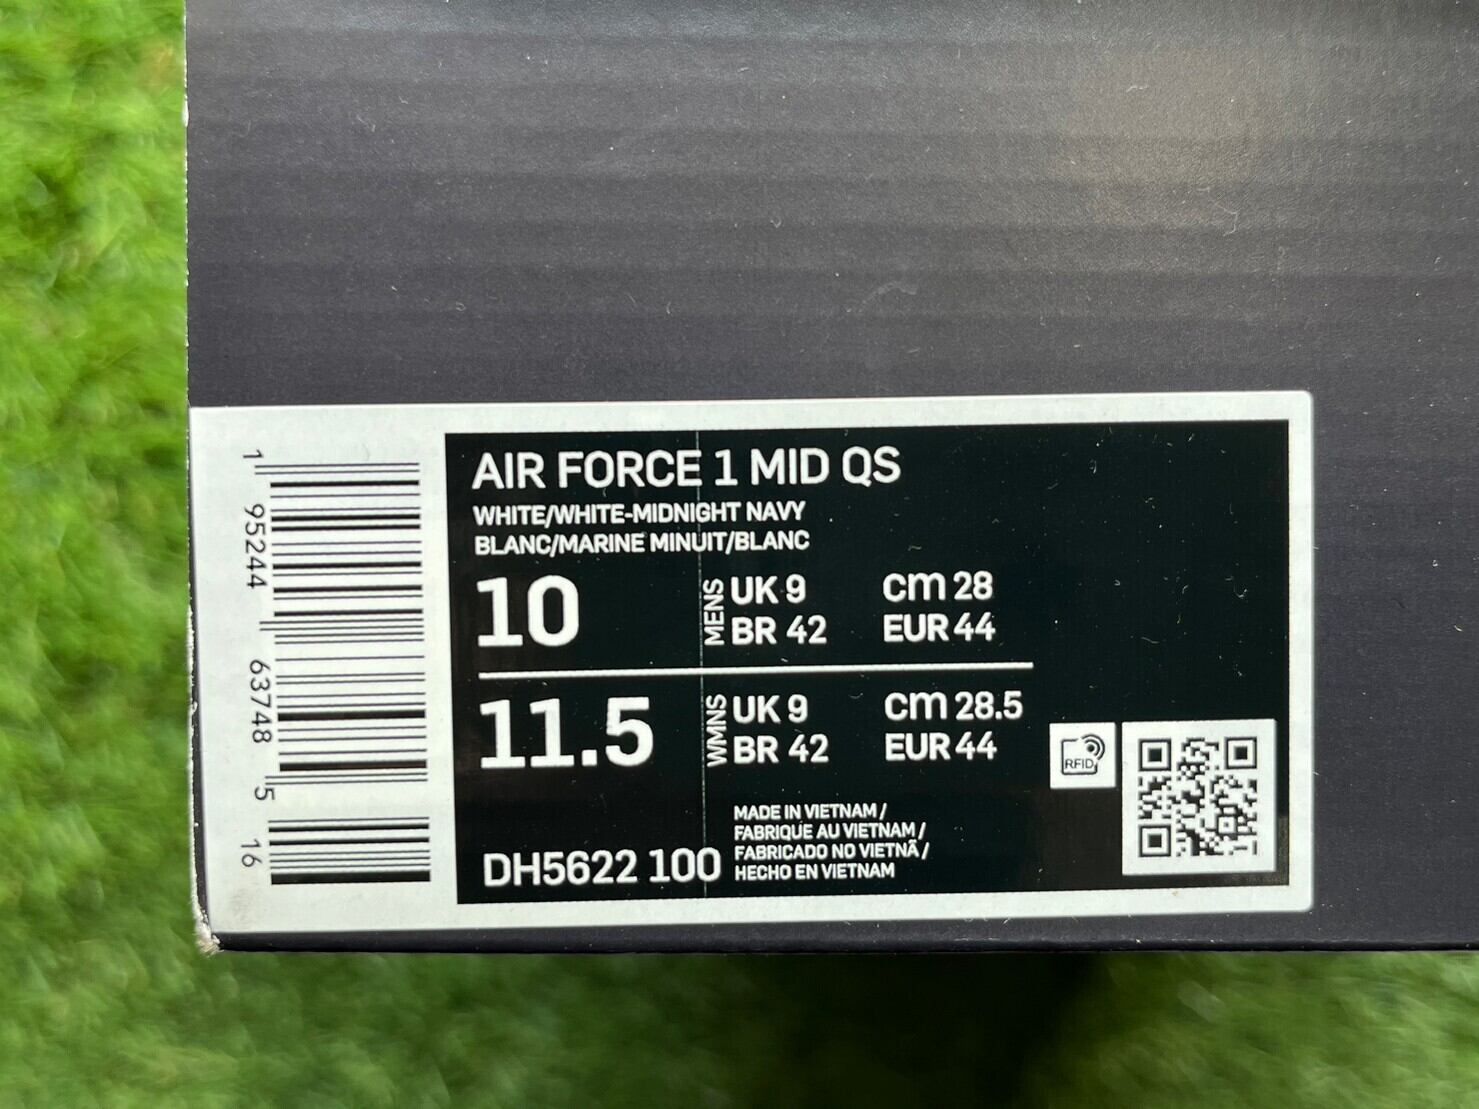 1
95244
63748
5
16
AIR FORCE 1 MID QS
WHITE/WHITE-MIDNIGHT NAVY
BLANC/MARINE MINUIT/BLANC
10
MENS
UK 9
cm 28
BR 42
EUR 44
11.5
WMNS
UK 9
cm 28.5
BR 42
EUR 44
MADE IN VIETNAM /
FABRIQUE AU VIETNAM /
FABRICADO NO VIETNÃ /
HECHO EN VIETNAM
DH5622 100
RFID